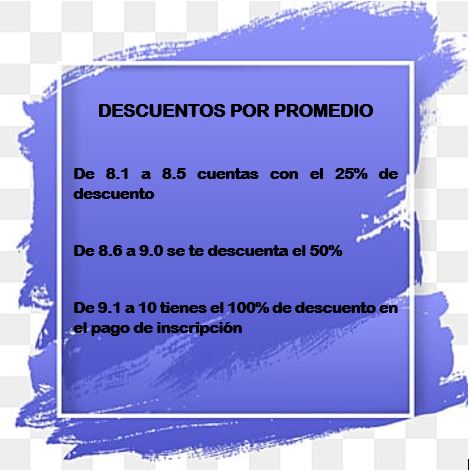 DESCUENTOS POR PROMEDIO
De 8.1 a 8.5 cuentas con el 25% de
descuento
De 8.6 a 9.0 se te descuenta el 50%
De 9.1 a 10 tienes el 100% de descuento en
el pago de inscripción